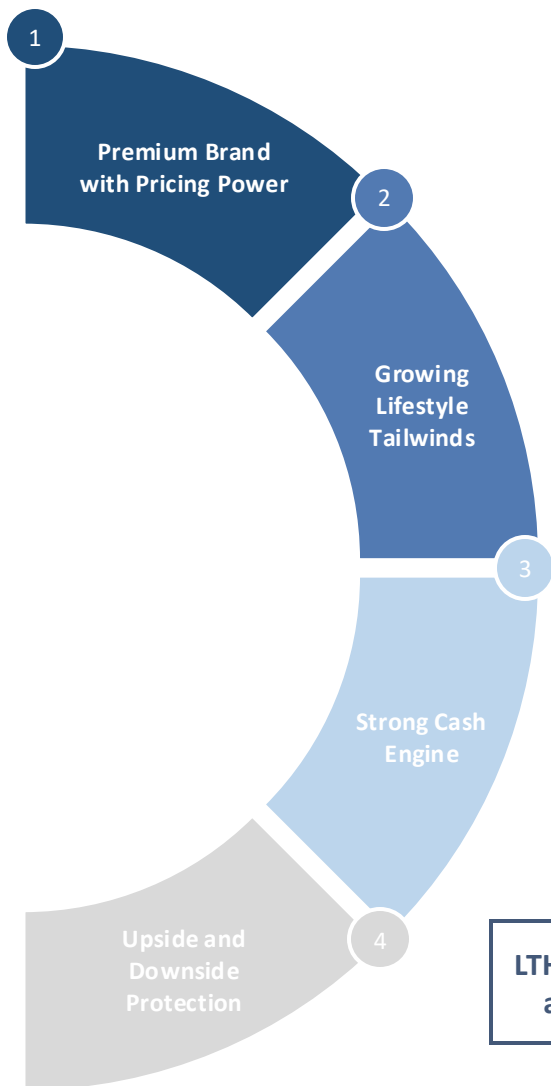 1
Premium Brand
with Pricing Power
2
Growing
Lifestyle
Tailwinds
3
Strong Cash
Engine
4
Upside and
Downside
Protection
LTH
a